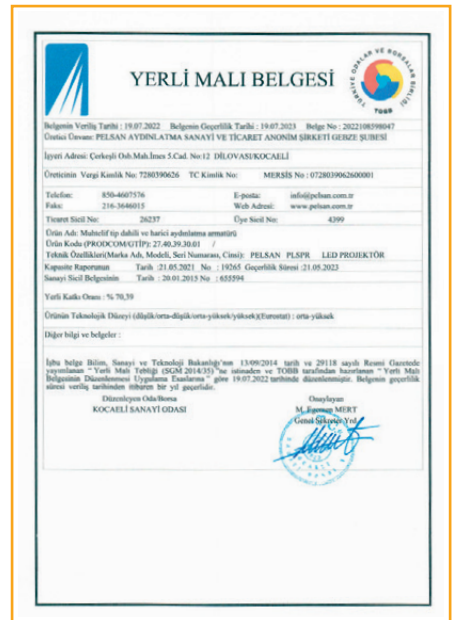 TÜRKİYE ODALAR VE BORSALAR BİRLİĞİ
TOBB
YERLİ MALI BELGESİ
Belgenin Veriliş Tarihi : 19.07.2022 Belgenin Geçerlilik Tarihi : 19.07.2023 Belge No : 2022108598047
Üretici Ünvanı: PELSAN AYDINLATMA SANAYİ VE TİCARET ANONİM ŞİRKETİ GEBZE ŞUBESİ
İşyeri Adresi: Çerkeşli Osb.Mah.İmes 5.Cad. No:12 DİLOVASI/KOCAELİ
Üreticinin Vergi Kimlik No: 7280390626 TC Kimlik No: MERSİS No : 0728039062600001
Telefon: 850-4607576 E-posta: info@pelsan.com.tr
Faks: 216-3646015 Web Adresi: www.pelsan.com.tr
Ticaret Sicil No: 26237 Üye Sicil No: 4399
Ürün Adı: Muhtelif tip dahili ve harici aydınlatma armatürü
Ürün Kodu (PRODCOM/GTİP): 27.40.39.30.01 /
Teknik Özellikleri(Marka Adı, Modeli, Seri Numarası, Cinsi): PELSAN PLSPR LED PROJEKTÖR
Kapasite Raporunun Tarih :21.05.2021 No : 19265 Geçerlilik Süresi :21.05.2023
Sanayi Sicil Belgesinin Tarih : 20.01.2015 No : 655594
Yerli Katkı Oranı : % 70,59
Ürünün Teknolojik Düzeyi (düşük/orta-düşük/orta-yüksek/yüksek)(Eurostat) : orta-yüksek
Diğer bilgi ve belgeler :
İşbu belge Bilim, Sanayi ve Teknoloji Bakanlığı'nın 13/09/2014 tarih ve 29118 sayılı Resmi Gazetede
yayımlanan " Yerli Malı Tebliği (SGM 2014/35) "ne istinaden ve TOBB tarafından hazırlanan " Yerli Malı
Belgesinin Düzenlenmesi Uygulama Esaslarına " göre 19.07.2022 tarihinde düzenlenmiştir. Belgenin geçerlilik
süresi veriliş tarihinden itibaren bir yıl geçerlidir.
Düzenleyen Oda/Borsa Onaylayan
KOCAELİ SANAYİ ODASI M. Egemen MERT
Genel Sekreter Yrd.